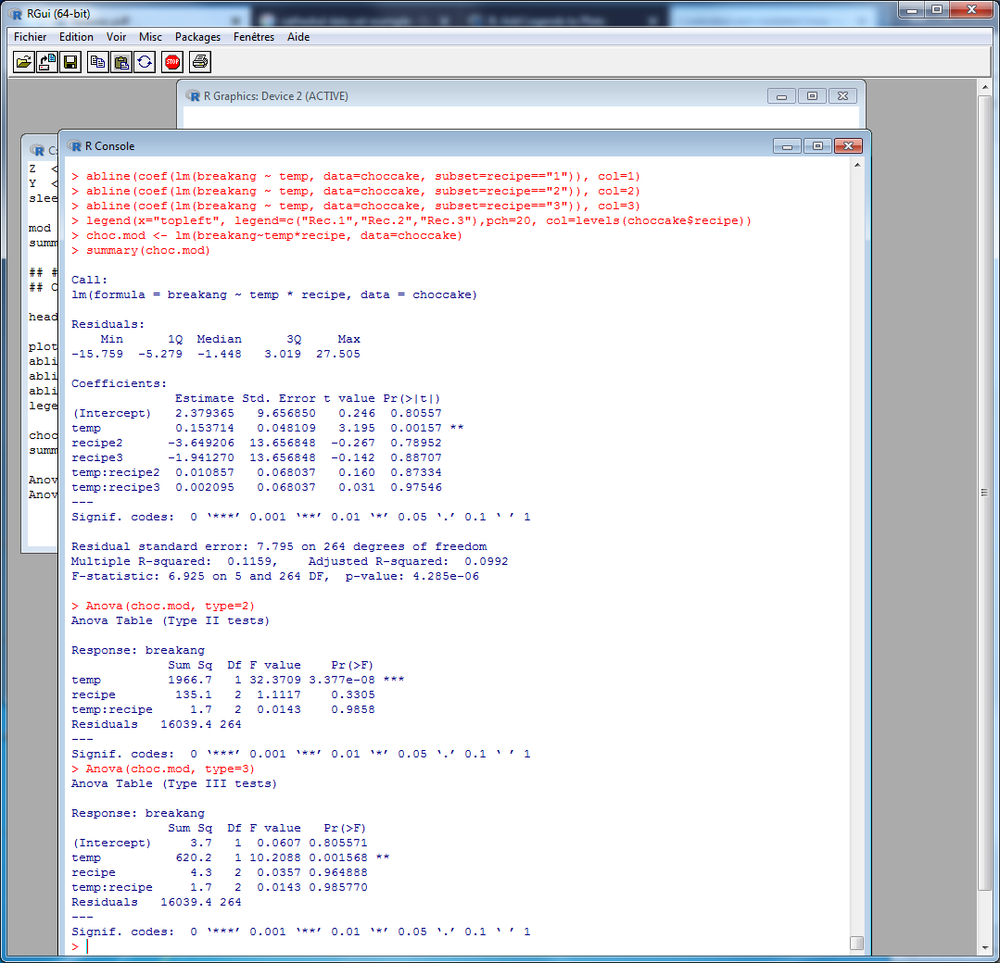 RGui (64-bit)
Fichier Edition Voir Misc Packages Fenêtres Aide
STOP
R Graphics: Device 2 (ACTIVE)
Z <
Y <
slee
mod
summ
## #
## C
head
plot
abli
abli
abli
lege
choc
summ
Anov
Anov
R Console
> abline(coef(lm(breakang ~ temp, data=choccake, subset=recipe=="1")), col=1)
> abline(coef(lm(breakang ~ temp, data=choccake, subset=recipe=="2")), col=2)
> abline(coef(lm(breakang ~ temp, data=choccake, subset=recipe=="3")), col=3)
> legend(x="topleft", legend=c("Rec.1","Rec.2","Rec.3"),pch=20, col=levels(choccake$recipe))
> choc.mod <- lm(breakang~temp*recipe, data=choccake)
> summary(choc.mod)
Call:
lm(formula = breakang ~ temp * recipe, data = choccake)
Residuals:
    Min      1Q  Median      3Q     Max
-15.759  -5.279  -1.448   3.019  27.505
Coefficients:
              Estimate Std. Error t value Pr(>|t|)
(Intercept)   2.379365   9.656850   0.246  0.80557
temp          0.153714   0.048109   3.195  0.00157 **
recipe2      -3.649206  13.656848  -0.267  0.78952
recipe3      -1.941270  13.656848  -0.142  0.88707
temp:recipe2  0.010857   0.068037   0.160  0.87334
temp:recipe3  0.002095   0.068037   0.031  0.97546
---
Signif. codes:  0 ‘***’ 0.001 ‘**’ 0.01 ‘*’ 0.05 ‘.’ 0.1 ‘ ’ 1
Residual standard error: 7.795 on 264 degrees of freedom
Multiple R-squared:  0.1159,    Adjusted R-squared:  0.0992
F-statistic: 6.925 on 5 and 264 DF,  p-value: 4.285e-06
> Anova(choc.mod, type=2)
Anova Table (Type II tests)
Response: breakang
             Sum Sq  Df F value    Pr(>F)
temp         1966.7   1 32.3709 3.377e-08 ***
recipe        135.1   2  1.1117    0.3305
temp:recipe     1.7   2  0.0143    0.9858
Residuals   16039.4 264
---
Signif. codes:  0 ‘***’ 0.001 ‘**’ 0.01 ‘*’ 0.05 ‘.’ 0.1 ‘ ’ 1
> Anova(choc.mod, type=3)
Anova Table (Type III tests)
Response: breakang
             Sum Sq  Df F value   Pr(>F)
(Intercept)     3.7   1  0.0607 0.805571
temp          620.2   1 10.2088 0.001568 **
recipe          4.3   2  0.0357 0.964888
temp:recipe     1.7   2  0.0143 0.985770
Residuals   16039.4 264
---
Signif. codes:  0 ‘***’ 0.001 ‘**’ 0.01 ‘*’ 0.05 ‘.’ 0.1 ‘ ’ 1
>